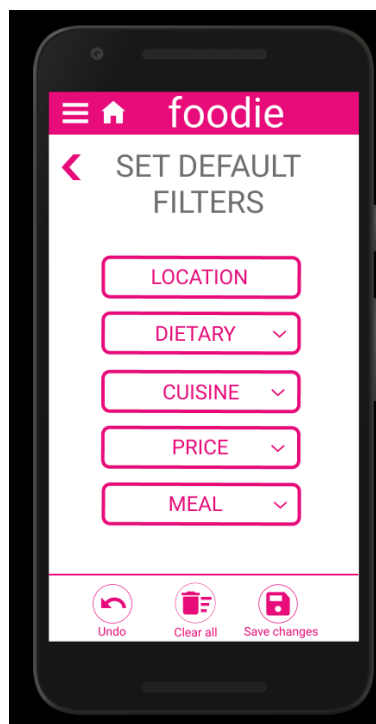 foodie
SET DEFAULT
FILTERS
LOCATION
DIETARY
CUISINE
PRICE
MEAL
Undo
Clear all
Save changes